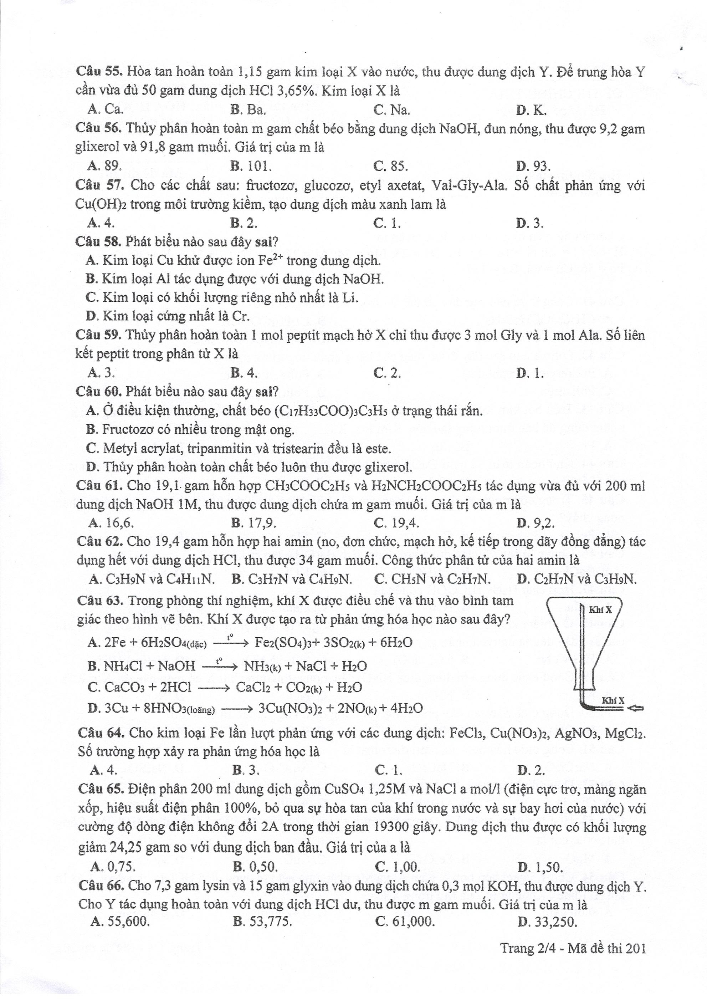 Câu 55. Hòa tan hoàn toàn 1,15 gam kim loại X vào nước, thu được dung dịch Y. Để trung hòa Y
cần vừa đủ 50 gam dung dịch HCl 3,65%. Kim loại X là
A. Ca. B. Ba. C. Na. D. K.
Câu 56. Thủy phân hoàn toàn m gam chất béo bằng dung dịch NaOH, đun nóng, thu được 9,2 gam
glixerol và 91,8 gam muối. Giá trị của m là
A. 89. B. 101. C. 85. D. 93.
Câu 57. Cho các chất sau: fructozơ, glucozơ, etyl axetat, Val-Gly-Ala. Số chất phản ứng với
Cu(OH)₂ trong môi trường kiềm, tạo dung dịch màu xanh lam là
A. 4. B. 2. C. 1. D. 3.
Câu 58. Phát biểu nào sau đây sai?
A. Kim loại Cu khử được ion Fe²⁺ trong dung dịch.
B. Kim loại Al tác dụng được với dung dịch NaOH.
C. Kim loại có khối lượng riêng nhỏ nhất là Li.
D. Kim loại cứng nhất là Cr.
Câu 59. Thủy phân hoàn toàn 1 mol peptit mạch hở X chỉ thu được 3 mol Gly và 1 mol Ala. Số liên
kết peptit trong phân tử X là
A. 3. B. 4. C. 2. D. 1.
Câu 60. Phát biểu nào sau đây sai?
A. Ở điều kiện thường, chất béo (C₁₇H₃₃COO)₃C₃H₅ ở trạng thái rắn.
B. Fructozơ có nhiều trong mật ong.
C. Metyl acrylat, tripanmitin và tristearin đều là este.
D. Thủy phân hoàn toàn chất béo luôn thu được glixerol.
Câu 61. Cho 19,1 gam hỗn hợp CH₃COOC₂H₅ và H₂NCH₂COOC₂H₅ tác dụng vừa đủ với 200 ml
dung dịch NaOH 1M, thu được dung dịch chứa m gam muối. Giá trị của m là
A. 16,6. B. 17,9. C. 19,4. D. 9,2.
Câu 62. Cho 19,4 gam hỗn hợp hai amin (no, đơn chức, mạch hở, kế tiếp trong dãy đồng đẳng) tác
dụng hết với dung dịch HCl, thu được 34 gam muối. Công thức phân tử của hai amin là
A. C₃H₉N và C₄H₁₁N. B. C₃H₇N và C₄H₉N. C. CH₅N và C₂H₇N. D. C₂H₇N và C₃H₉N.
Câu 63. Trong phòng thí nghiệm, khí X được điều chế và thu vào bình tam
giác theo hình vẽ bên. Khí X được tạo ra từ phản ứng hóa học nào sau đây?
A. 2Fe + 6H₂SO₄(đặc) —t°→ Fe₂(SO₄)₃+ 3SO₂(k) + 6H₂O
B. NH₄Cl + NaOH —t°→ NH₃(k) + NaCl + H₂O
C. CaCO₃ + 2HCl ⟶ CaCl₂ + CO₂(k) + H₂O
D. 3Cu + 8HNO₃(loãng) ⟶ 3Cu(NO₃)₂ + 2NO(k) + 4H₂O
Khí X
Khí X
Câu 64. Cho kim loại Fe lần lượt phản ứng với các dung dịch: FeCl₃, Cu(NO₃)₂, AgNO₃, MgCl₂.
Số trường hợp xảy ra phản ứng hóa học là
A. 4. B. 3. C. 1. D. 2.
Câu 65. Điện phân 200 ml dung dịch gồm CuSO₄ 1,25M và NaCl a mol/l (điện cực trơ, màng ngăn
xốp, hiệu suất điện phân 100%, bỏ qua sự hòa tan của khí trong nước và sự bay hơi của nước) với
cường độ dòng điện không đổi 2A trong thời gian 19300 giây. Dung dịch thu được có khối lượng
giảm 24,25 gam so với dung dịch ban đầu. Giá trị của a là
A. 0,75. B. 0,50. C. 1,00. D. 1,50.
Câu 66. Cho 7,3 gam lysin và 15 gam glyxin vào dung dịch chứa 0,3 mol KOH, thu được dung dịch Y.
Cho Y tác dụng hoàn toàn với dung dịch HCl dư, thu được m gam muối. Giá trị của m là
A. 55,600. B. 53,775. C. 61,000. D. 33,250.
Trang 2/4 - Mã đề thi 201